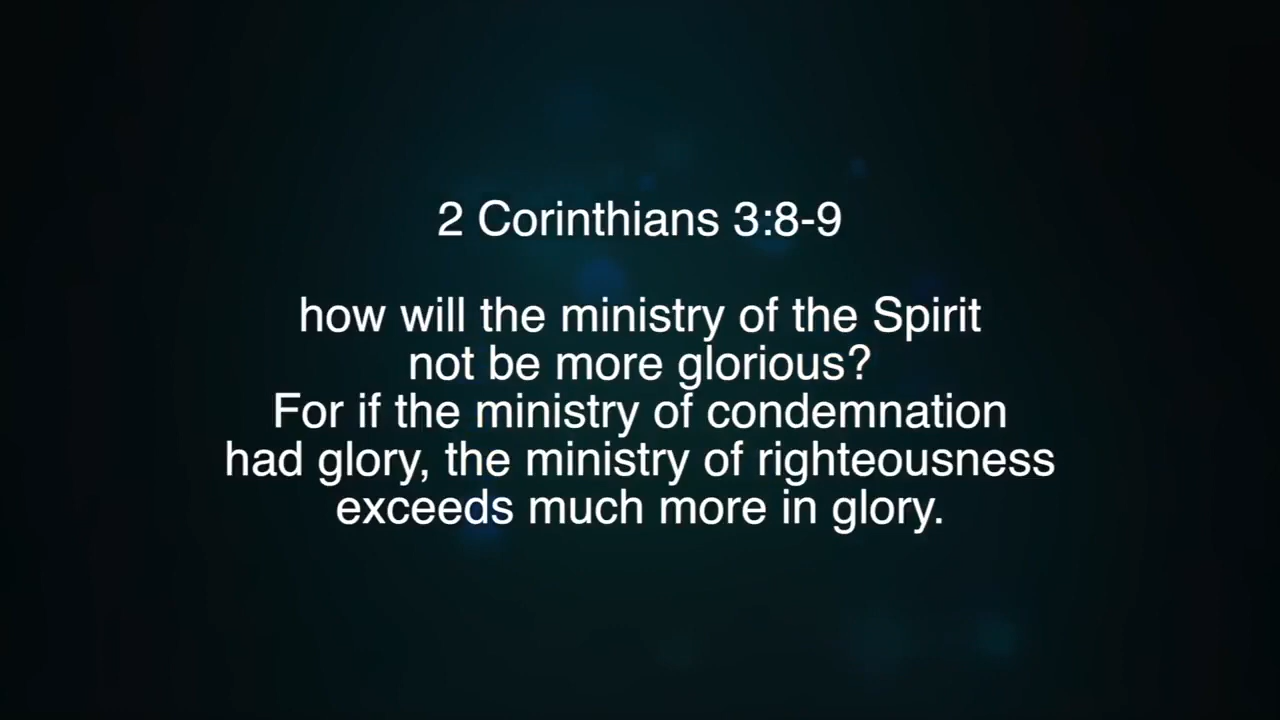 2 Corinthians 3:8-9
how will the ministry of the Spirit
not be more glorious?
For if the ministry of condemnation
had glory, the ministry of righteousness
exceeds much more in glory.